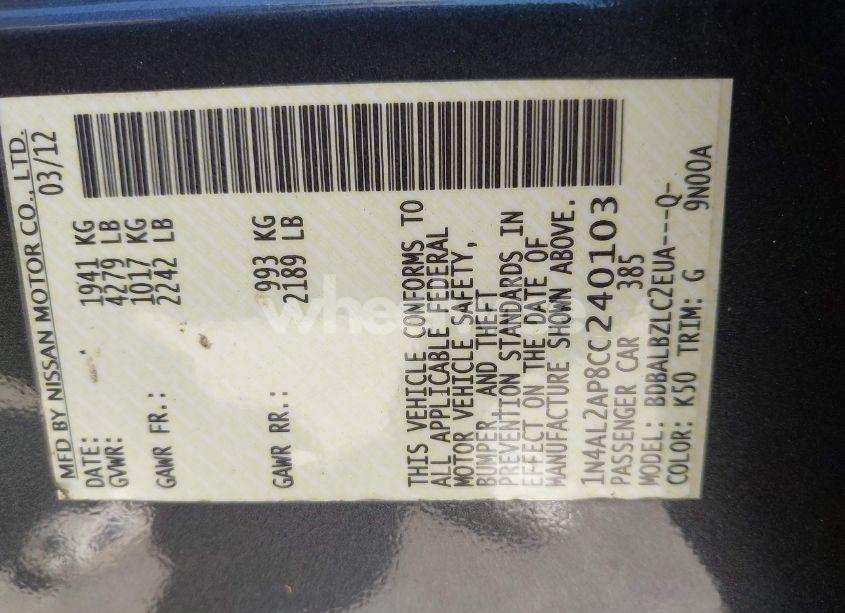 MFD BY NISSAN MOTOR CO., LTD.
DATE: 03/12
GVWR: 1941 KG
4279 LB
GAWR FR.: 1017 KG
2242 LB
GAWR RR.: 993 KG
2189 LB
THIS VEHICLE CONFORMS TO
ALL APPLICABLE FEDERAL
MOTOR VEHICLE SAFETY,
BUMPER AND THEFT
PREVENTION STANDARDS IN
EFFECT ON THE DATE OF
MANUFACTURE SHOWN ABOVE.
1N4AL2AP8CC240103
PASSENGER CAR 385
MODEL: BDBALBZLC2EUA---Q-
COLOR: K50 TRIM: G 9N00A